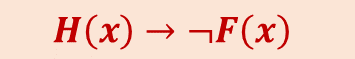 H(x) → ¬F(x)